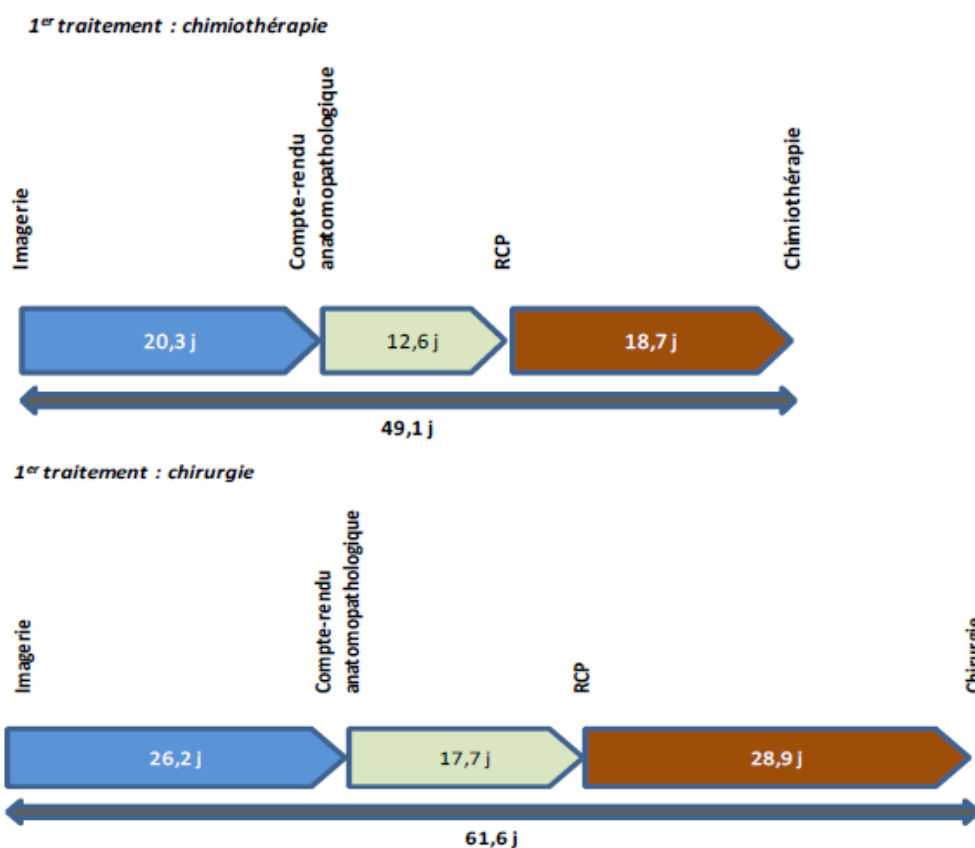 1er traitement : chimiothérapie
Imagerie
Compte-rendu
anatomopathologique
RCP
Chimiothérapie
20,3 j
12,6 j
18,7 j
49,1 j
1er traitement : chirurgie
Imagerie
Compte-rendu
anatomopathologique
RCP
Chirurgie
26,2 j
17,7 j
28,9 j
61,6 j